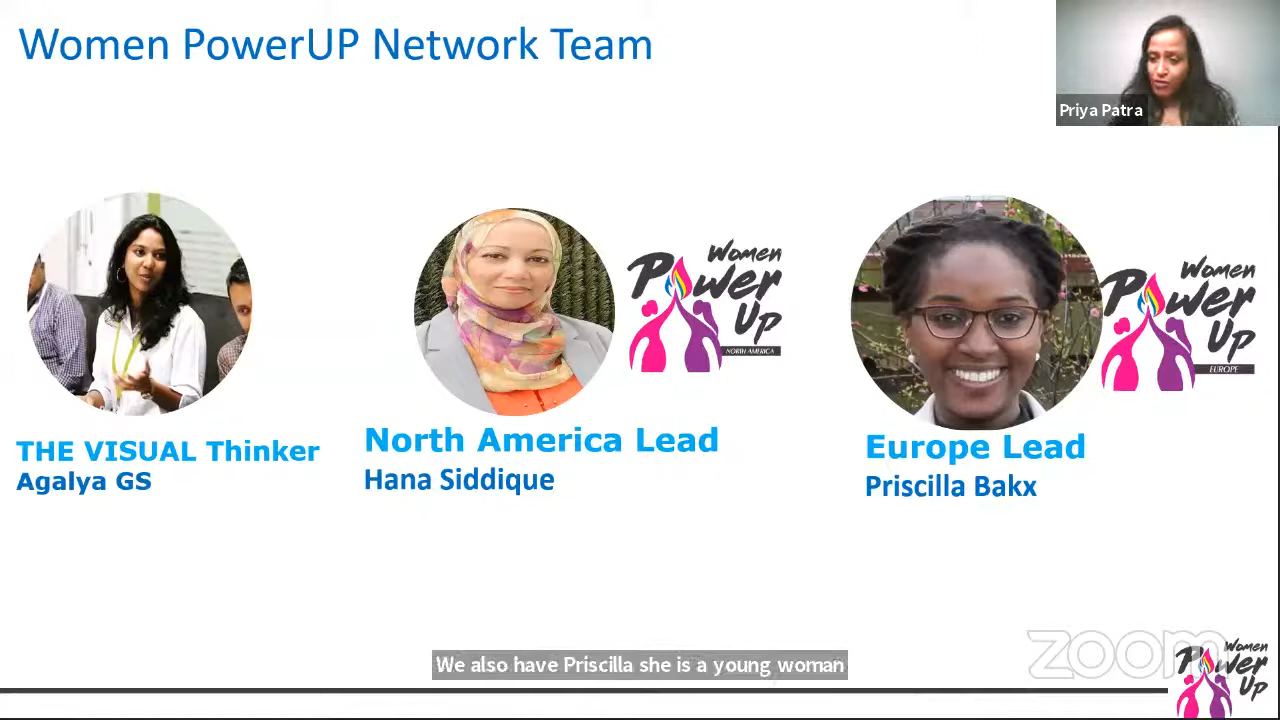 Women PowerUP Network Team
Priya Patra
Women
Power
Up
NORTH AMERICA
Women
Power
Up
EUROPE
THE VISUAL Thinker
Agalya GS
North America Lead
Hana Siddique
Europe Lead
Priscilla Bakx
We also have Priscilla she is a young woman
zoom
Women
Power
Up